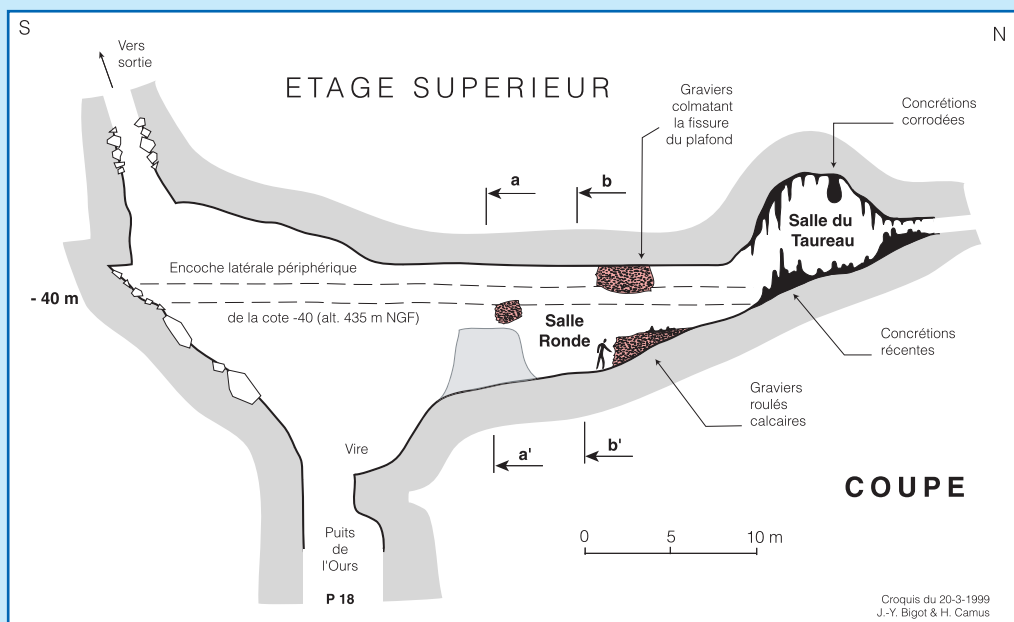 S
N
Vers
sortie
ETAGE SUPERIEUR
Graviers
colmatant
la fissure
du plafond
Concrétions
corrodées
a
b
Salle du
Taureau
Encoche latérale périphérique
- 40 m
de la cote -40 (alt. 435 m NGF)
Salle
Ronde
Concrétions
récentes
Graviers
roulés
calcaires
Vire
a'
b'
COUPE
Puits
de
l'Ours
P 18
0 5 10 m
Croquis du 20-3-1999
J.-Y. Bigot & H. Camus